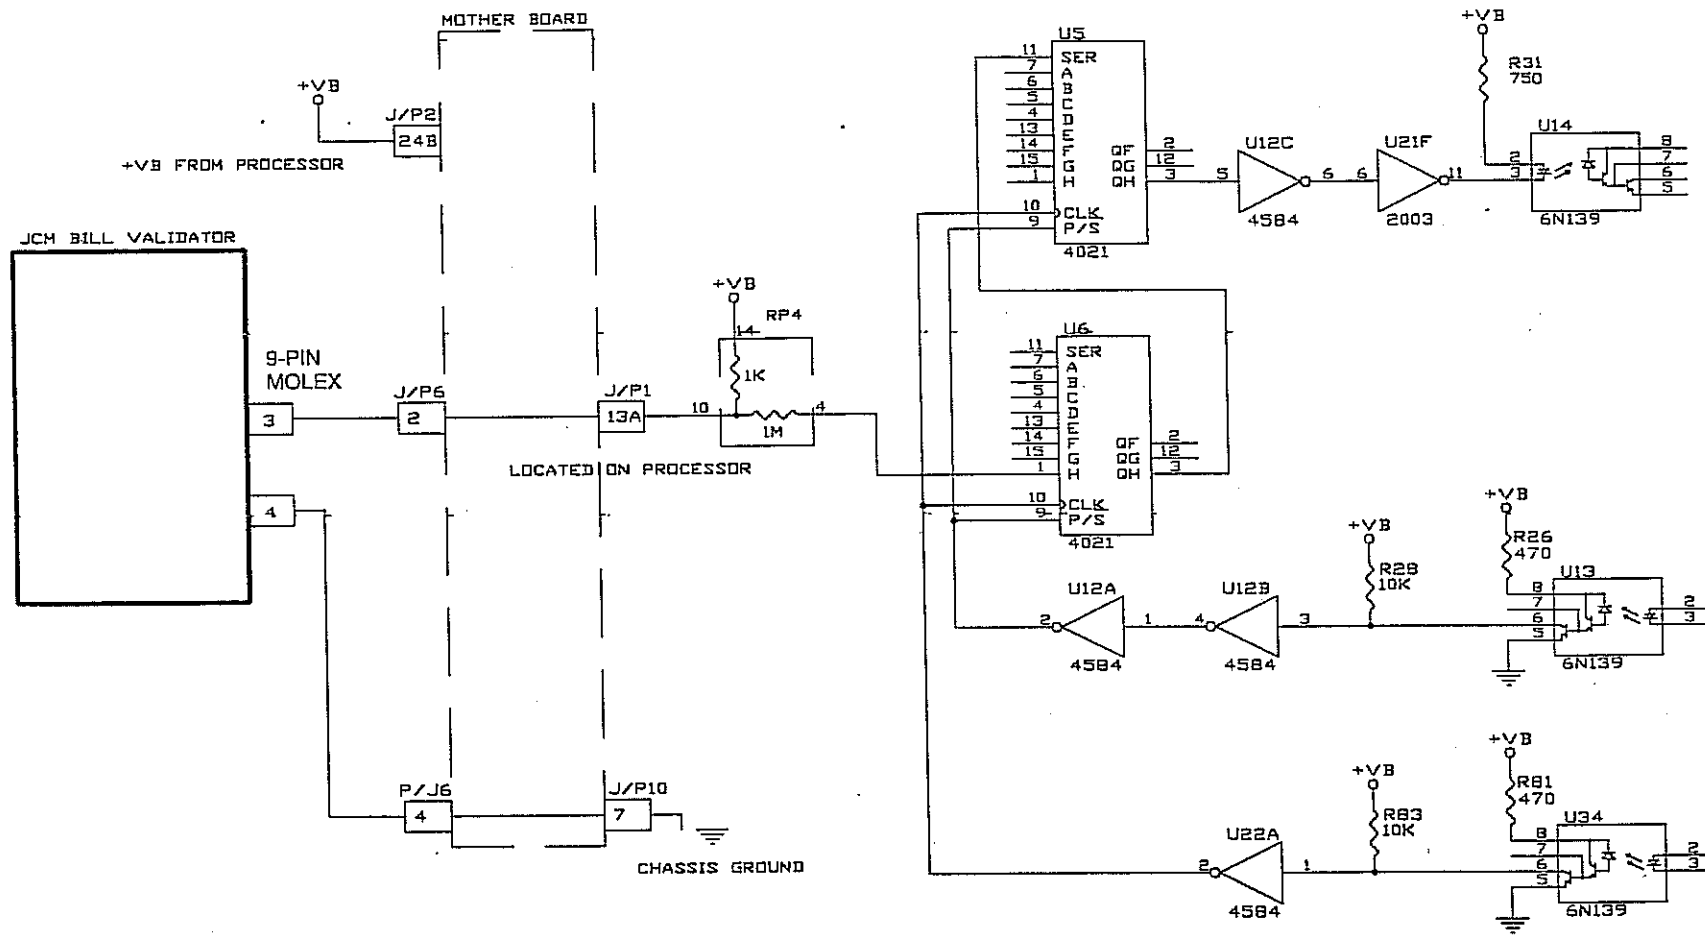 MOTHER BOARD
+VB
J/P2
24B
+VB FROM PROCESSOR
JCM BILL VALIDATOR
9-PIN
MOLEX
3
J/P6
2
J/P1
13A
LOCATED ON PROCESSOR
4
P/J6
4
J/P10
7
CHASSIS GROUND
+VB
RP4
14
1K
10
1M
4
U5
11 SER
7 A
6 B
5 C
4 D
13 E
14 F
15 G
1 H
QF 2
QG 12
QH 3
10 CLK
9 P/S
4021
U12C
5
6
4584
U21F
6
11
2003
+VB
R31
750
U14
2
3
8
7
6
5
6N139
U6
11 SER
7 A
6 B
5 C
4 D
13 E
14 F
15 G
1 H
QF 2
QG 12
QH 3
10 CLK
9 P/S
4021
U12A
2
1
4584
U12B
4
3
4584
+VB
R28
10K
+VB
R26
470
U13
8
7
6
5
2
3
6N139
U22A
2
1
4584
+VB
R83
10K
+VB
R81
470
U34
8
7
6
5
2
3
6N139